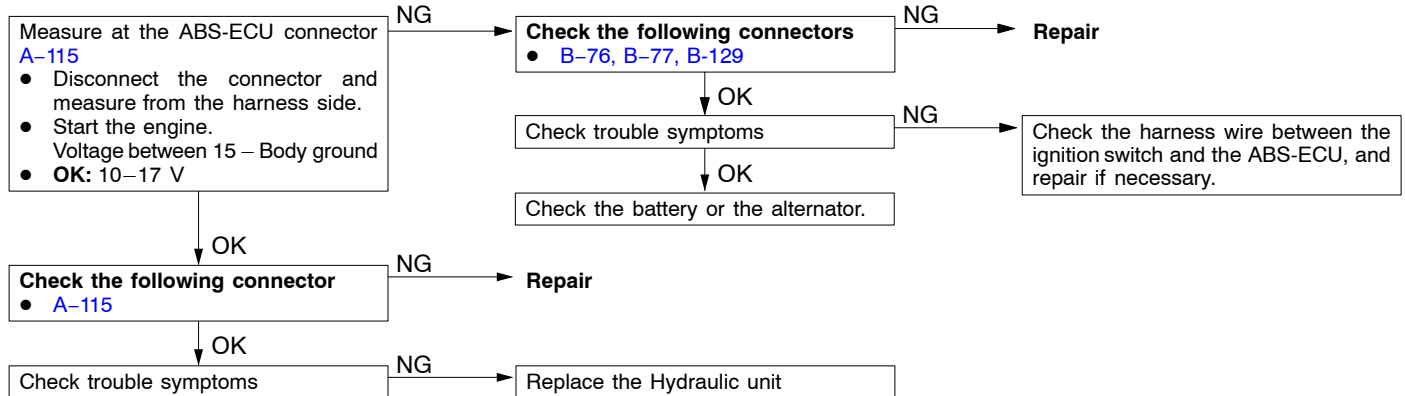 Measure at the ABS-ECU connector
A–115
● Disconnect the connector and
measure from the harness side.
● Start the engine.
Voltage between 15 – Body ground
● OK: 10–17 V
NG
Check the following connectors
● B–76, B–77, B-129
NG
Repair
OK
Check trouble symptoms
NG
Check the harness wire between the
ignition switch and the ABS-ECU, and
repair if necessary.
OK
Check the battery or the alternator.
OK
Check the following connector
● A–115
NG
Repair
OK
Check trouble symptoms
NG
Replace the Hydraulic unit